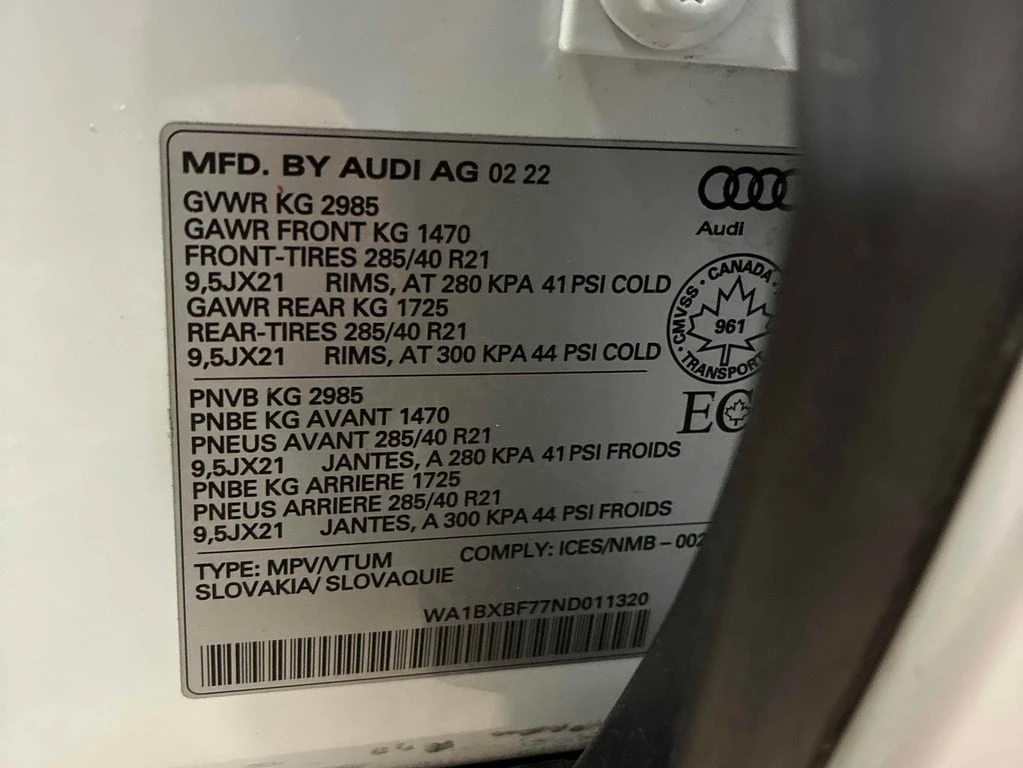 MFD. BY AUDI AG 02 22
GVWR KG 2985
GAWR FRONT KG 1470
FRONT-TIRES 285/40 R21
9,5JX21 RIMS, AT 280 KPA 41 PSI COLD
GAWR REAR KG 1725
REAR-TIRES 285/40 R21
9,5JX21 RIMS, AT 300 KPA 44 PSI COLD
Audi
CMVSS • CANADA
961
TRANSPORT
EC
PNVB KG 2985
PNBE KG AVANT 1470
PNEUS AVANT 285/40 R21
9,5JX21 JANTES, A 280 KPA 41 PSI FROIDS
PNBE KG ARRIERE 1725
PNEUS ARRIERE 285/40 R21
9,5JX21 JANTES, A 300 KPA 44 PSI FROIDS
TYPE: MPV/VTUM COMPLY: ICES/NMB – 002
SLOVAKIA/ SLOVAQUIE
WA1BXBF77ND011320